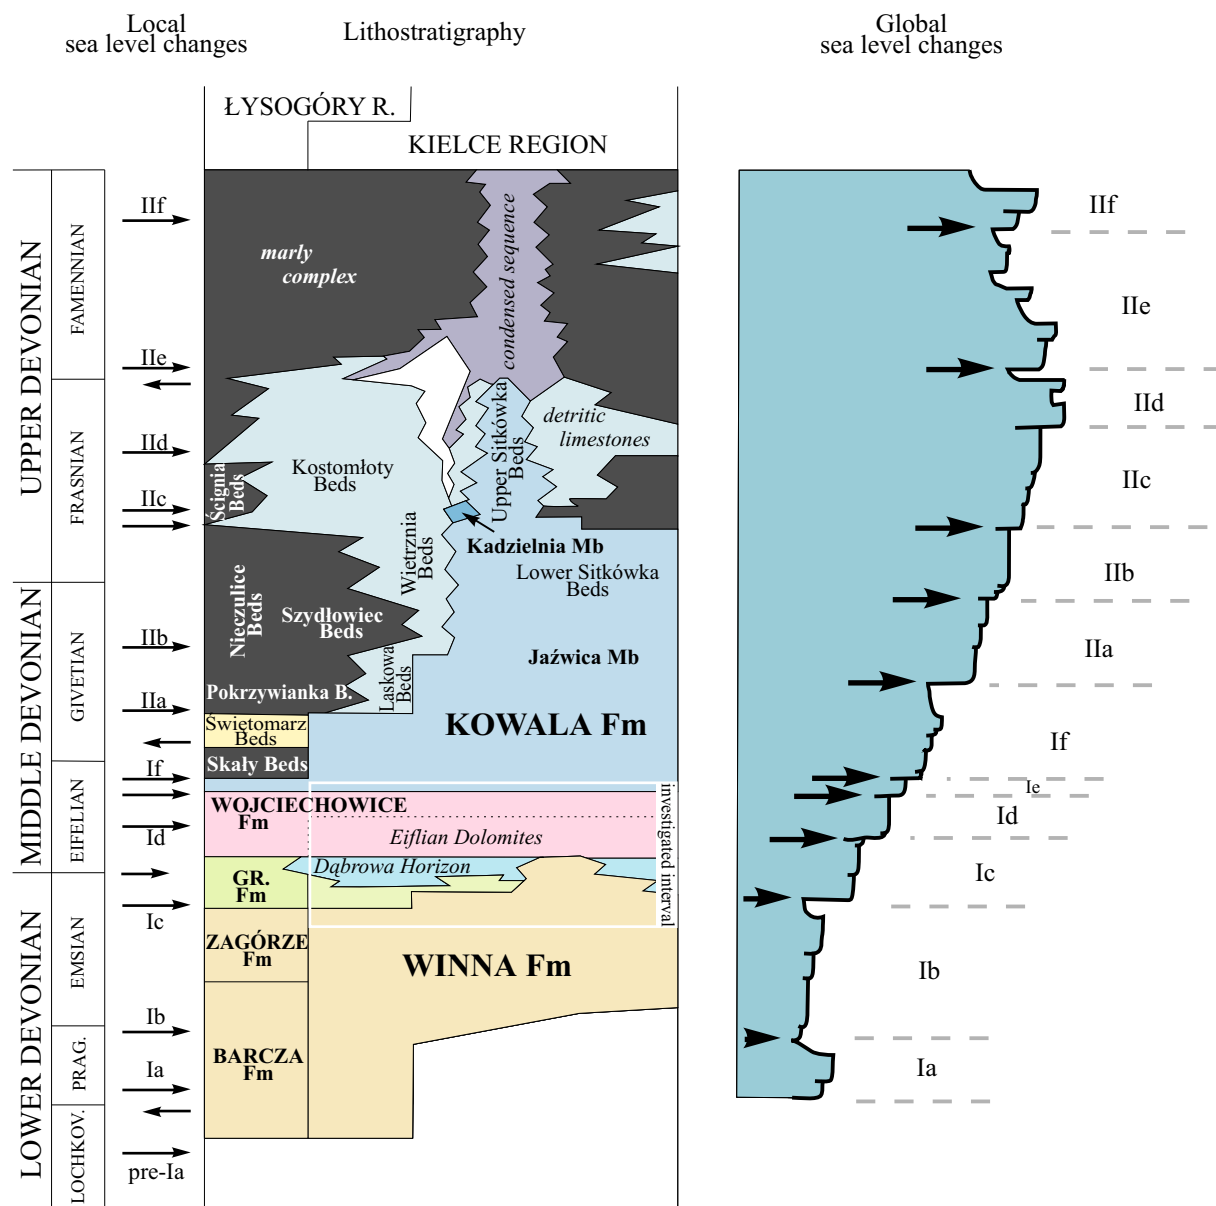 Local
sea level changes
Lithostratigraphy
Global
sea level changes
ŁYSOGÓRY R.
KIELCE REGION
UPPER DEVONIAN
MIDDLE DEVONIAN
LOWER DEVONIAN
FAMENNIAN
FRASNIAN
GIVETIAN
EIFELIAN
EMSIAN
PRAG.
LOCHKOV.
IIf
IIe
IId
IIc
IIb
IIa
If
Id
Ic
Ib
Ia
pre-Ia
marly
complex
condensed sequence
Upper Sitkówka
Beds
detritic
limestones
Kostomłoty
Beds
Ścignia
Beds
Wietrznia
Beds
Kadzielnia Mb
Lower Sitkówka
Beds
Nieczulice
Beds
Szydłowiec
Beds
Laskowa
Beds
Jaźwica Mb
Pokrzywianka B.
Świętomarz
Beds
KOWALA Fm
Skały Beds
WOJCIECHOWICE
Fm
Eiflian Dolomites
investigated interval
Dąbrowa Horizon
GR.
Fm
ZAGÓRZE
Fm
WINNA Fm
BARCZA
Fm
IIf
IIe
IId
IIc
IIb
IIa
If
Ie
Id
Ic
Ib
Ia